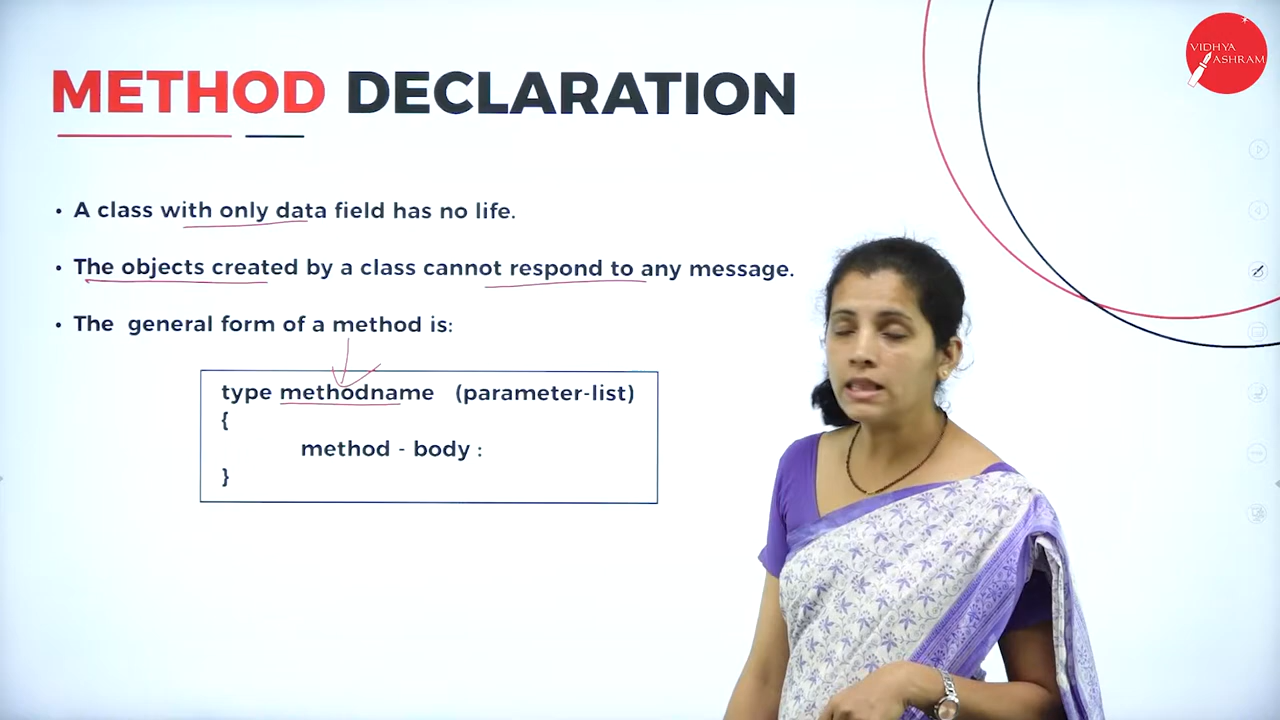 VIDHYA
ASHRAM
METHOD DECLARATION
• A class with only data field has no life.
• The objects created by a class cannot respond to any message.
• The general form of a method is:
type methodname (parameter-list)
{
method - body :
}